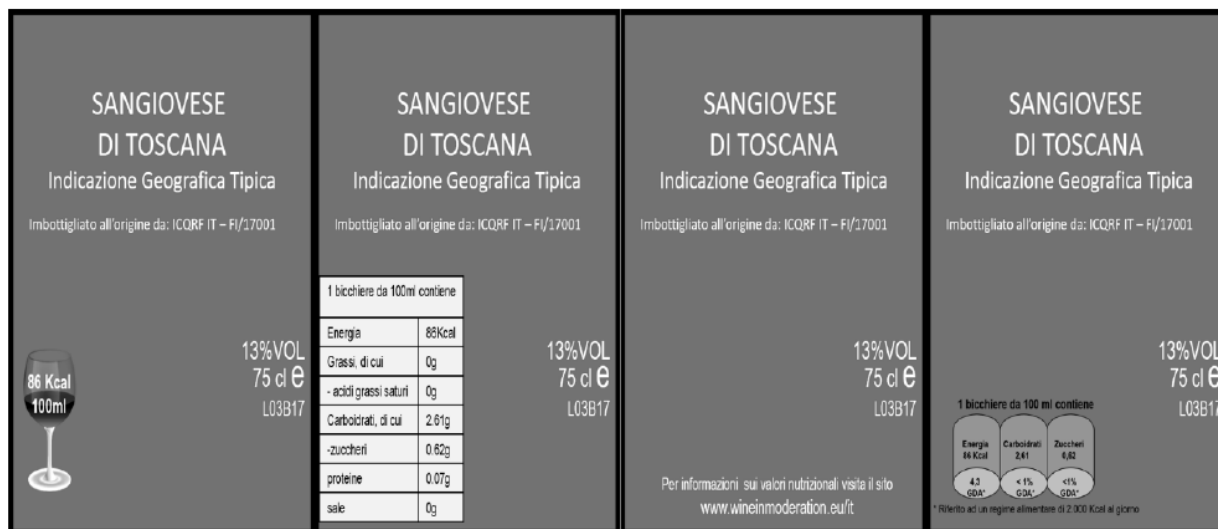 SANGIOVESE
DI TOSCANA
Indicazione Geografica Tipica
Imbottigliato all'origine da: ICQRF IT – FI/17001
86 Kcal
100ml
13%VOL
75 cl e
L03B17
SANGIOVESE
DI TOSCANA
Indicazione Geografica Tipica
Imbottigliato all'origine da: ICQRF IT – FI/17001
1 bicchiere da 100ml contiene
Energia 86Kcal
Grassi, di cui 0g
- acidi grassi saturi 0g
Carboidrati, di cui 2.61g
-zuccheri 0.62g
proteine 0.07g
sale 0g
13%VOL
75 cl e
L03B17
SANGIOVESE
DI TOSCANA
Indicazione Geografica Tipica
Imbottigliato all'origine da: ICQRF IT – FI/17001
13%VOL
75 cl e
L03B17
Per informazioni sui valori nutrizionali visita il sito
www.wineinmoderation.eu/it
SANGIOVESE
DI TOSCANA
Indicazione Geografica Tipica
Imbottigliato all'origine da: ICQRF IT – FI/17001
13%VOL
75 cl e
L03B17
1 bicchiere da 100 ml contiene
Energia Carboidrati Zuccheri
86 Kcal 2,61 0,62
4,3 < 1% <1%
GDA* GDA* GDA*
* Riferito ad un regime alimentare di 2.000 Kcal al giorno